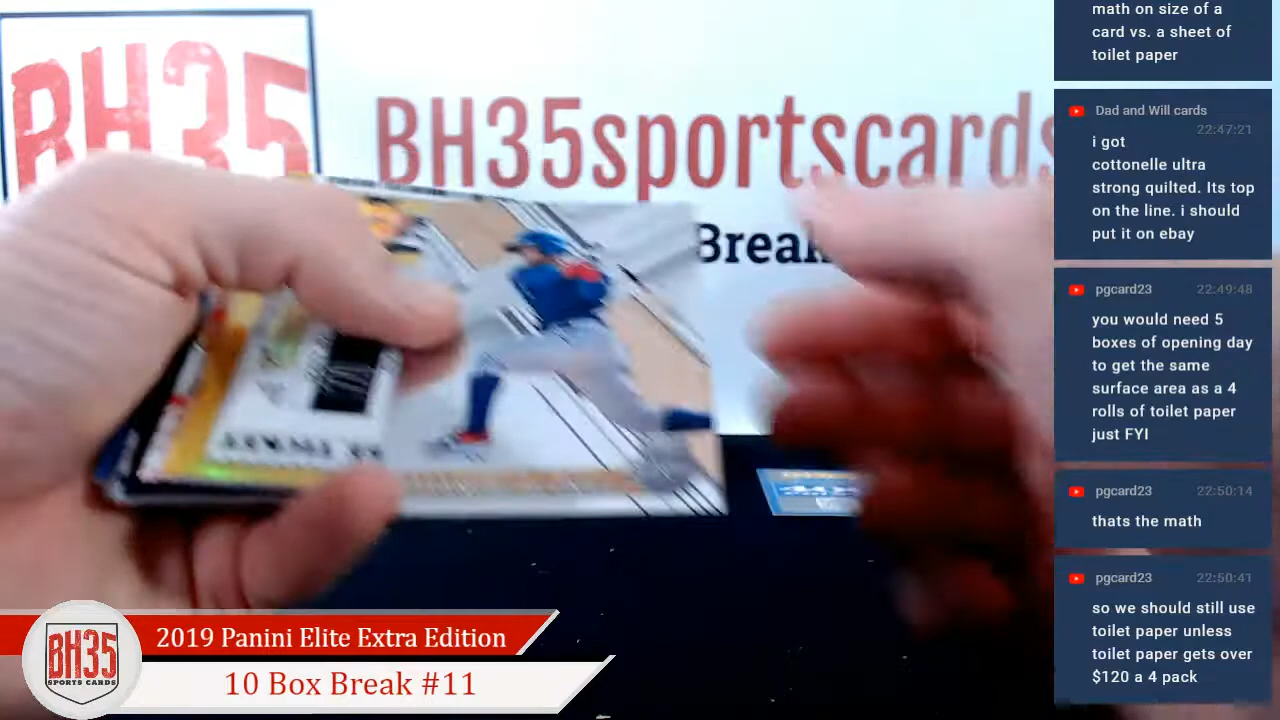 BH35
BH35sportscards
Break
math on size of a
card vs. a sheet of
toilet paper
Dad and Will cards
22:47:21
i got
cottonelle ultra
strong quilted. Its top
on the line. i should
put it on ebay
pgcard23 22:49:48
you would need 5
boxes of opening day
to get the same
surface area as a 4
rolls of toilet paper
just FYI
pgcard23 22:50:14
thats the math
pgcard23 22:50:41
so we should still use
toilet paper unless
toilet paper gets over
$120 a 4 pack
BH35
SPORTS CARDS
2019 Panini Elite Extra Edition
10 Box Break #11